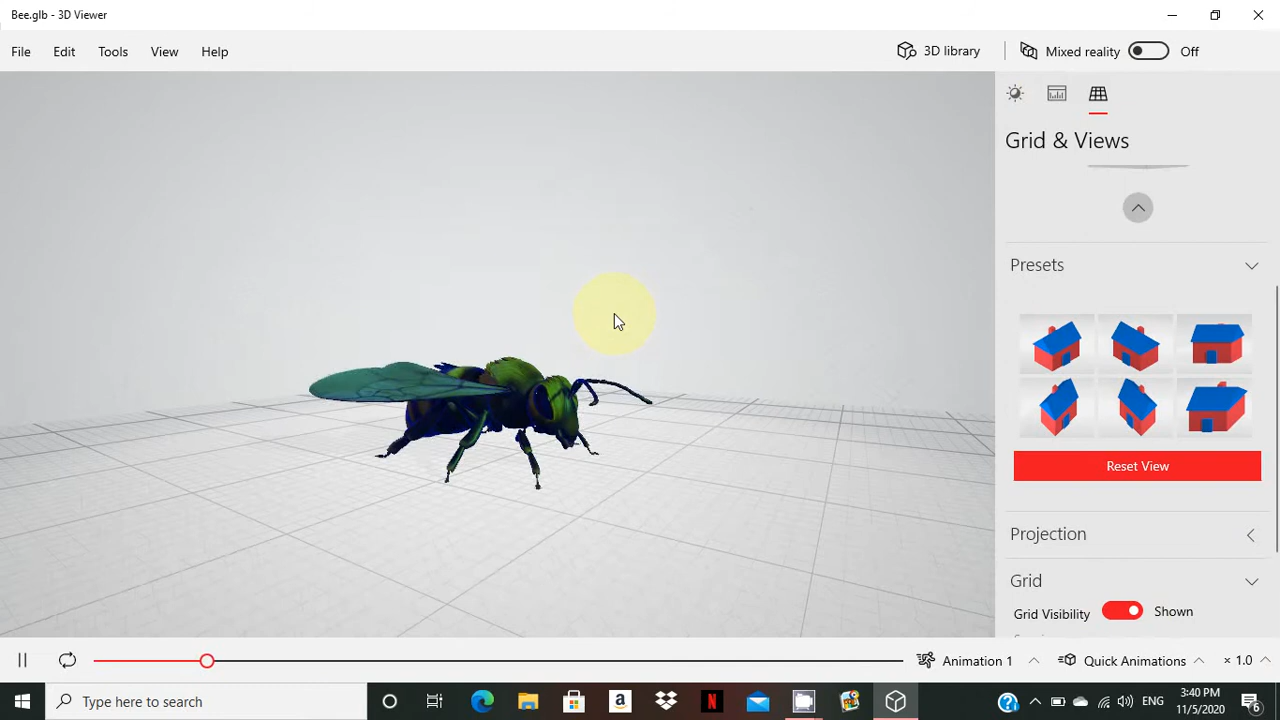 Bee.glb - 3D Viewer
File Edit Tools View Help 3D library Mixed reality Off
Grid & Views
Presets
Reset View
Projection
Grid
Grid Visibility Shown
Animation 1 Quick Animations × 1.0
Type here to search
ENG
3:40 PM
11/5/2020
6